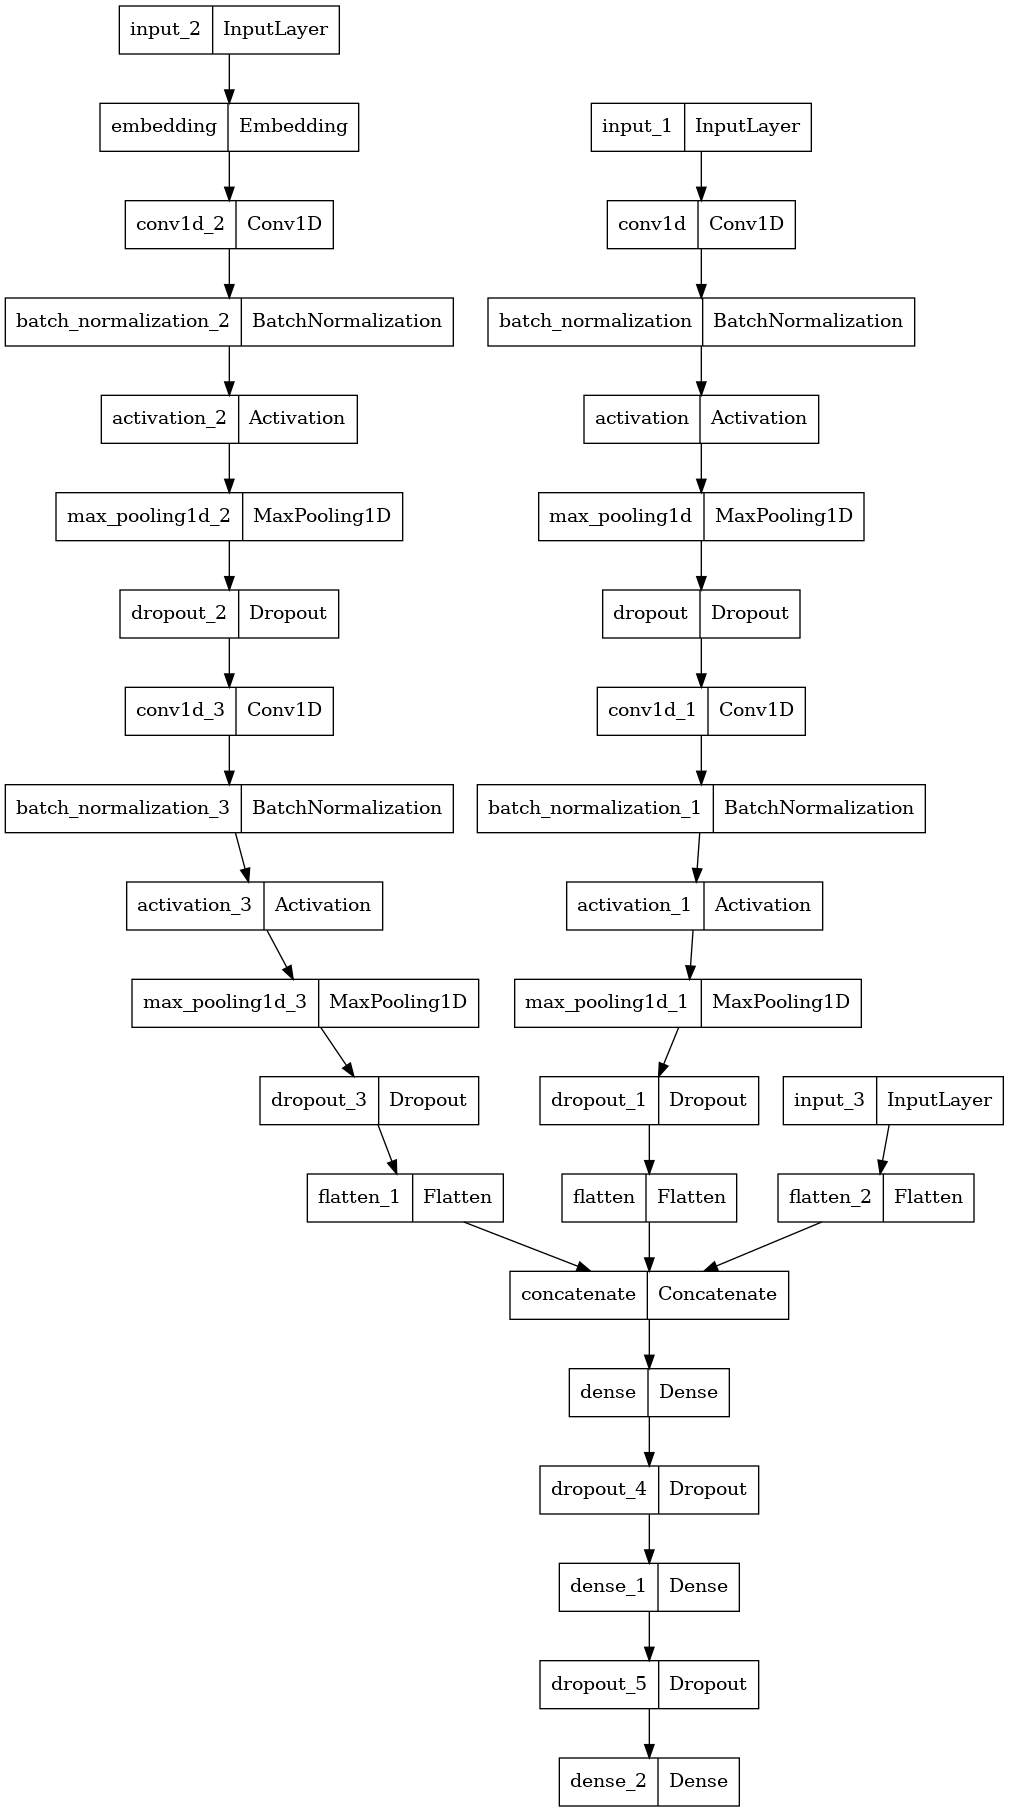 input_2 InputLayer
embedding Embedding
input_1 InputLayer
conv1d_2 Conv1D
conv1d Conv1D
batch_normalization_2 BatchNormalization
batch_normalization BatchNormalization
activation_2 Activation
activation Activation
max_pooling1d_2 MaxPooling1D
max_pooling1d MaxPooling1D
dropout_2 Dropout
dropout Dropout
conv1d_3 Conv1D
conv1d_1 Conv1D
batch_normalization_3 BatchNormalization
batch_normalization_1 BatchNormalization
activation_3 Activation
activation_1 Activation
max_pooling1d_3 MaxPooling1D
max_pooling1d_1 MaxPooling1D
dropout_3 Dropout
dropout_1 Dropout
input_3 InputLayer
flatten_1 Flatten
flatten Flatten
flatten_2 Flatten
concatenate Concatenate
dense Dense
dropout_4 Dropout
dense_1 Dense
dropout_5 Dropout
dense_2 Dense